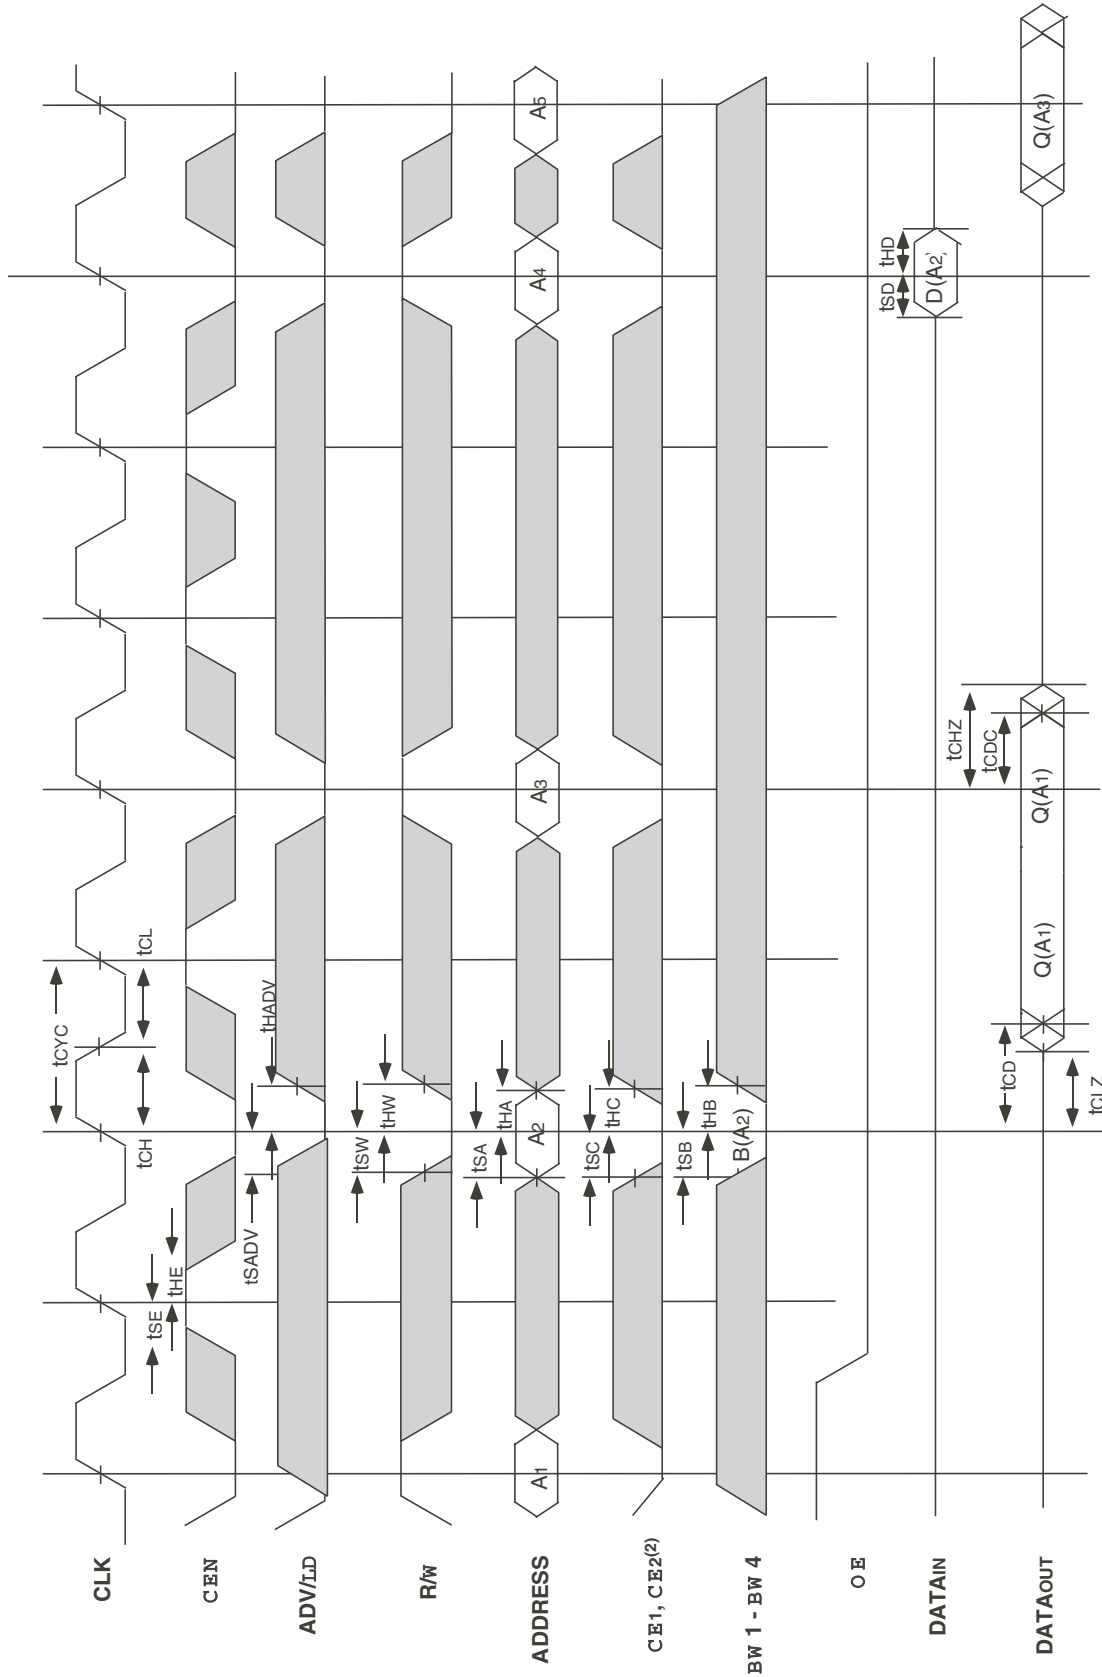 CLK
tCYC
tCH
tCL
CEN
tSE
tHE
ADV/LD
tSADV
tHADV
R/W
tSW
tHW
ADDRESS
A1
A2
A3
A4
A5
tSA
tHA
CE1, CE2(2)
tSC
tHC
BW1 - BW4
tSB
tHB
B(A2)
OE
DATAIN
tSD
tHD
D(A2)
DATAOUT
tCD
tCLZ
Q(A1)
Q(A1)
tCHZ
tCDC
Q(A3)